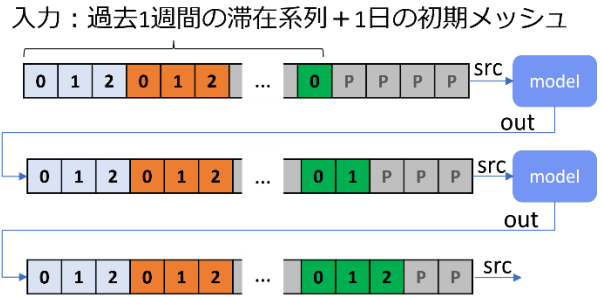 入力：過去1週間の滞在系列＋1日の初期メッシュ
0 1 2 0 1 2 ... 0 P P P P src model
out
0 1 2 0 1 2 ... 0 1 P P P src model
out
0 1 2 0 1 2 ... 0 1 2 P P src